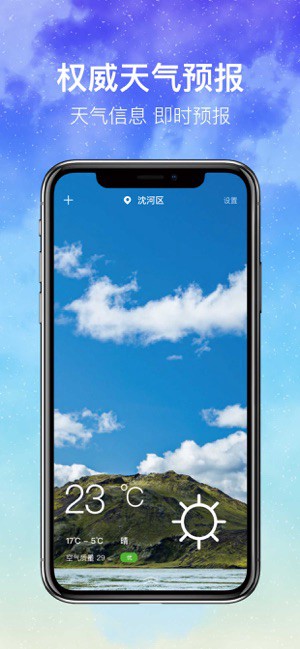 权威天气预报
天气信息 即时预报
+ 沈河区 设置
23℃
17℃ ~ 5℃ 晴
空气质量 29 优